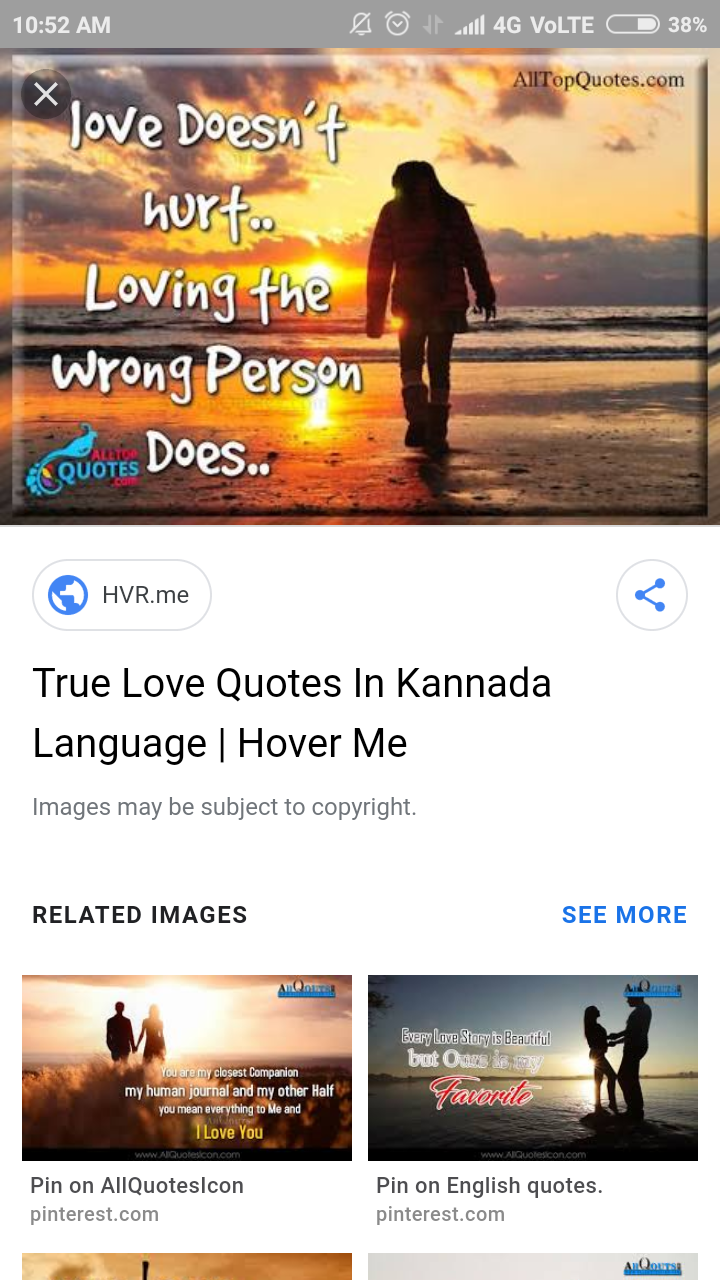 10:52 AM
4G VoLTE
38%
AllTopQuotes.com
love Doesn't
hurt..
Loving the
Wrong Person
Does..
ALLTOP
QUOTES
.com
HVR.me
True Love Quotes In Kannada
Language | Hover Me
Images may be subject to copyright.
RELATED IMAGES
SEE MORE
AllQuotes
You are my closest Companion
my human journal and my other Half
you mean everything to Me and
I Love You
www.AllQuotesIcon.com
AllQuotes
Every Love Story is Beautiful
but Ours is my
Favorite
www.AllQuotesIcon.com
Pin on AllQuotesIcon
pinterest.com
Pin on English quotes.
pinterest.com
AllQuotes